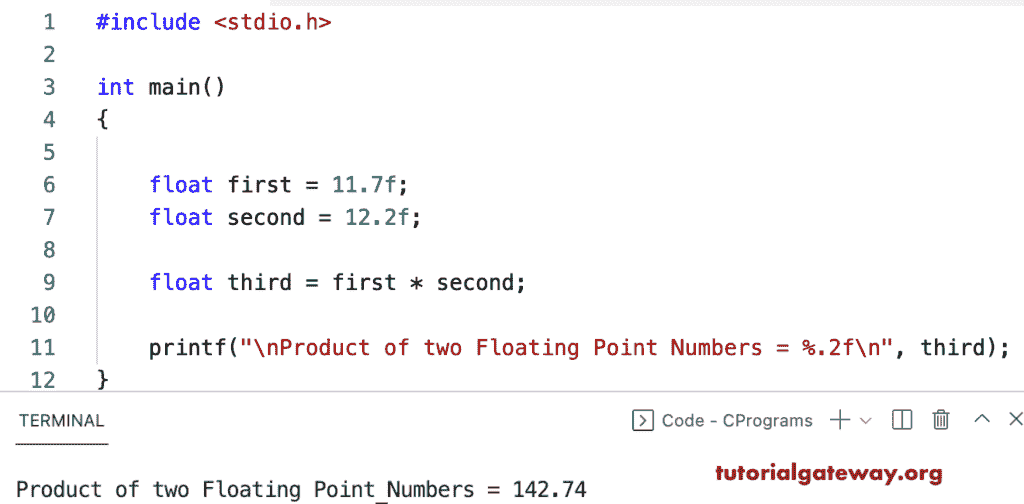 1 #include <stdio.h>
2
3 int main()
4 {
5
6 float first = 11.7f;
7 float second = 12.2f;
8
9 float third = first * second;
10
11 printf("\nProduct of two Floating Point Numbers = %.2f\n", third);
12 }
TERMINAL Code - CPrograms
tutorialgateway.org
Product of two Floating Point Numbers = 142.74